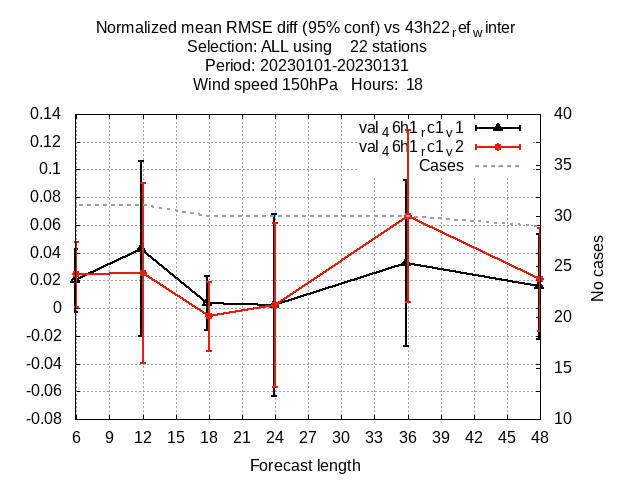 Normalized mean RMSE diff (95% conf) vs 43h22refwinter
Selection: ALL using 22 stations
Period: 20230101-20230131
Wind speed 150hPa Hours: 18
val46h1rc1v1
val46h1rc1v2
Cases
0.14
0.12
0.1
0.08
0.06
0.04
0.02
0
-0.02
-0.04
-0.06
-0.08
40
35
30
25
20
15
10
No cases
6 9 12 15 18 21 24 27 30 33 36 39 42 45 48
Forecast length